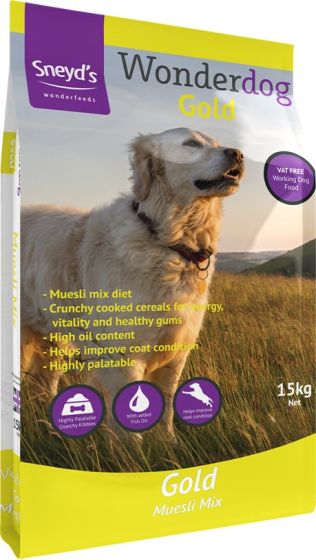 Sneyd's
wonderfeeds
Wonderdog
Gold
VAT FREE
Working Dog
Food
- Muesli mix diet
- Crunchy cooked cereals for energy,
vitality and healthy gums
- High oil content
- Helps improve coat condition
- Highly palatable
Highly Palatable
Crunchy Kibbles
With added
Fish Oil
Helps improve
coat condition
15kg
Net
Gold
Muesli Mix
Muesli Mix